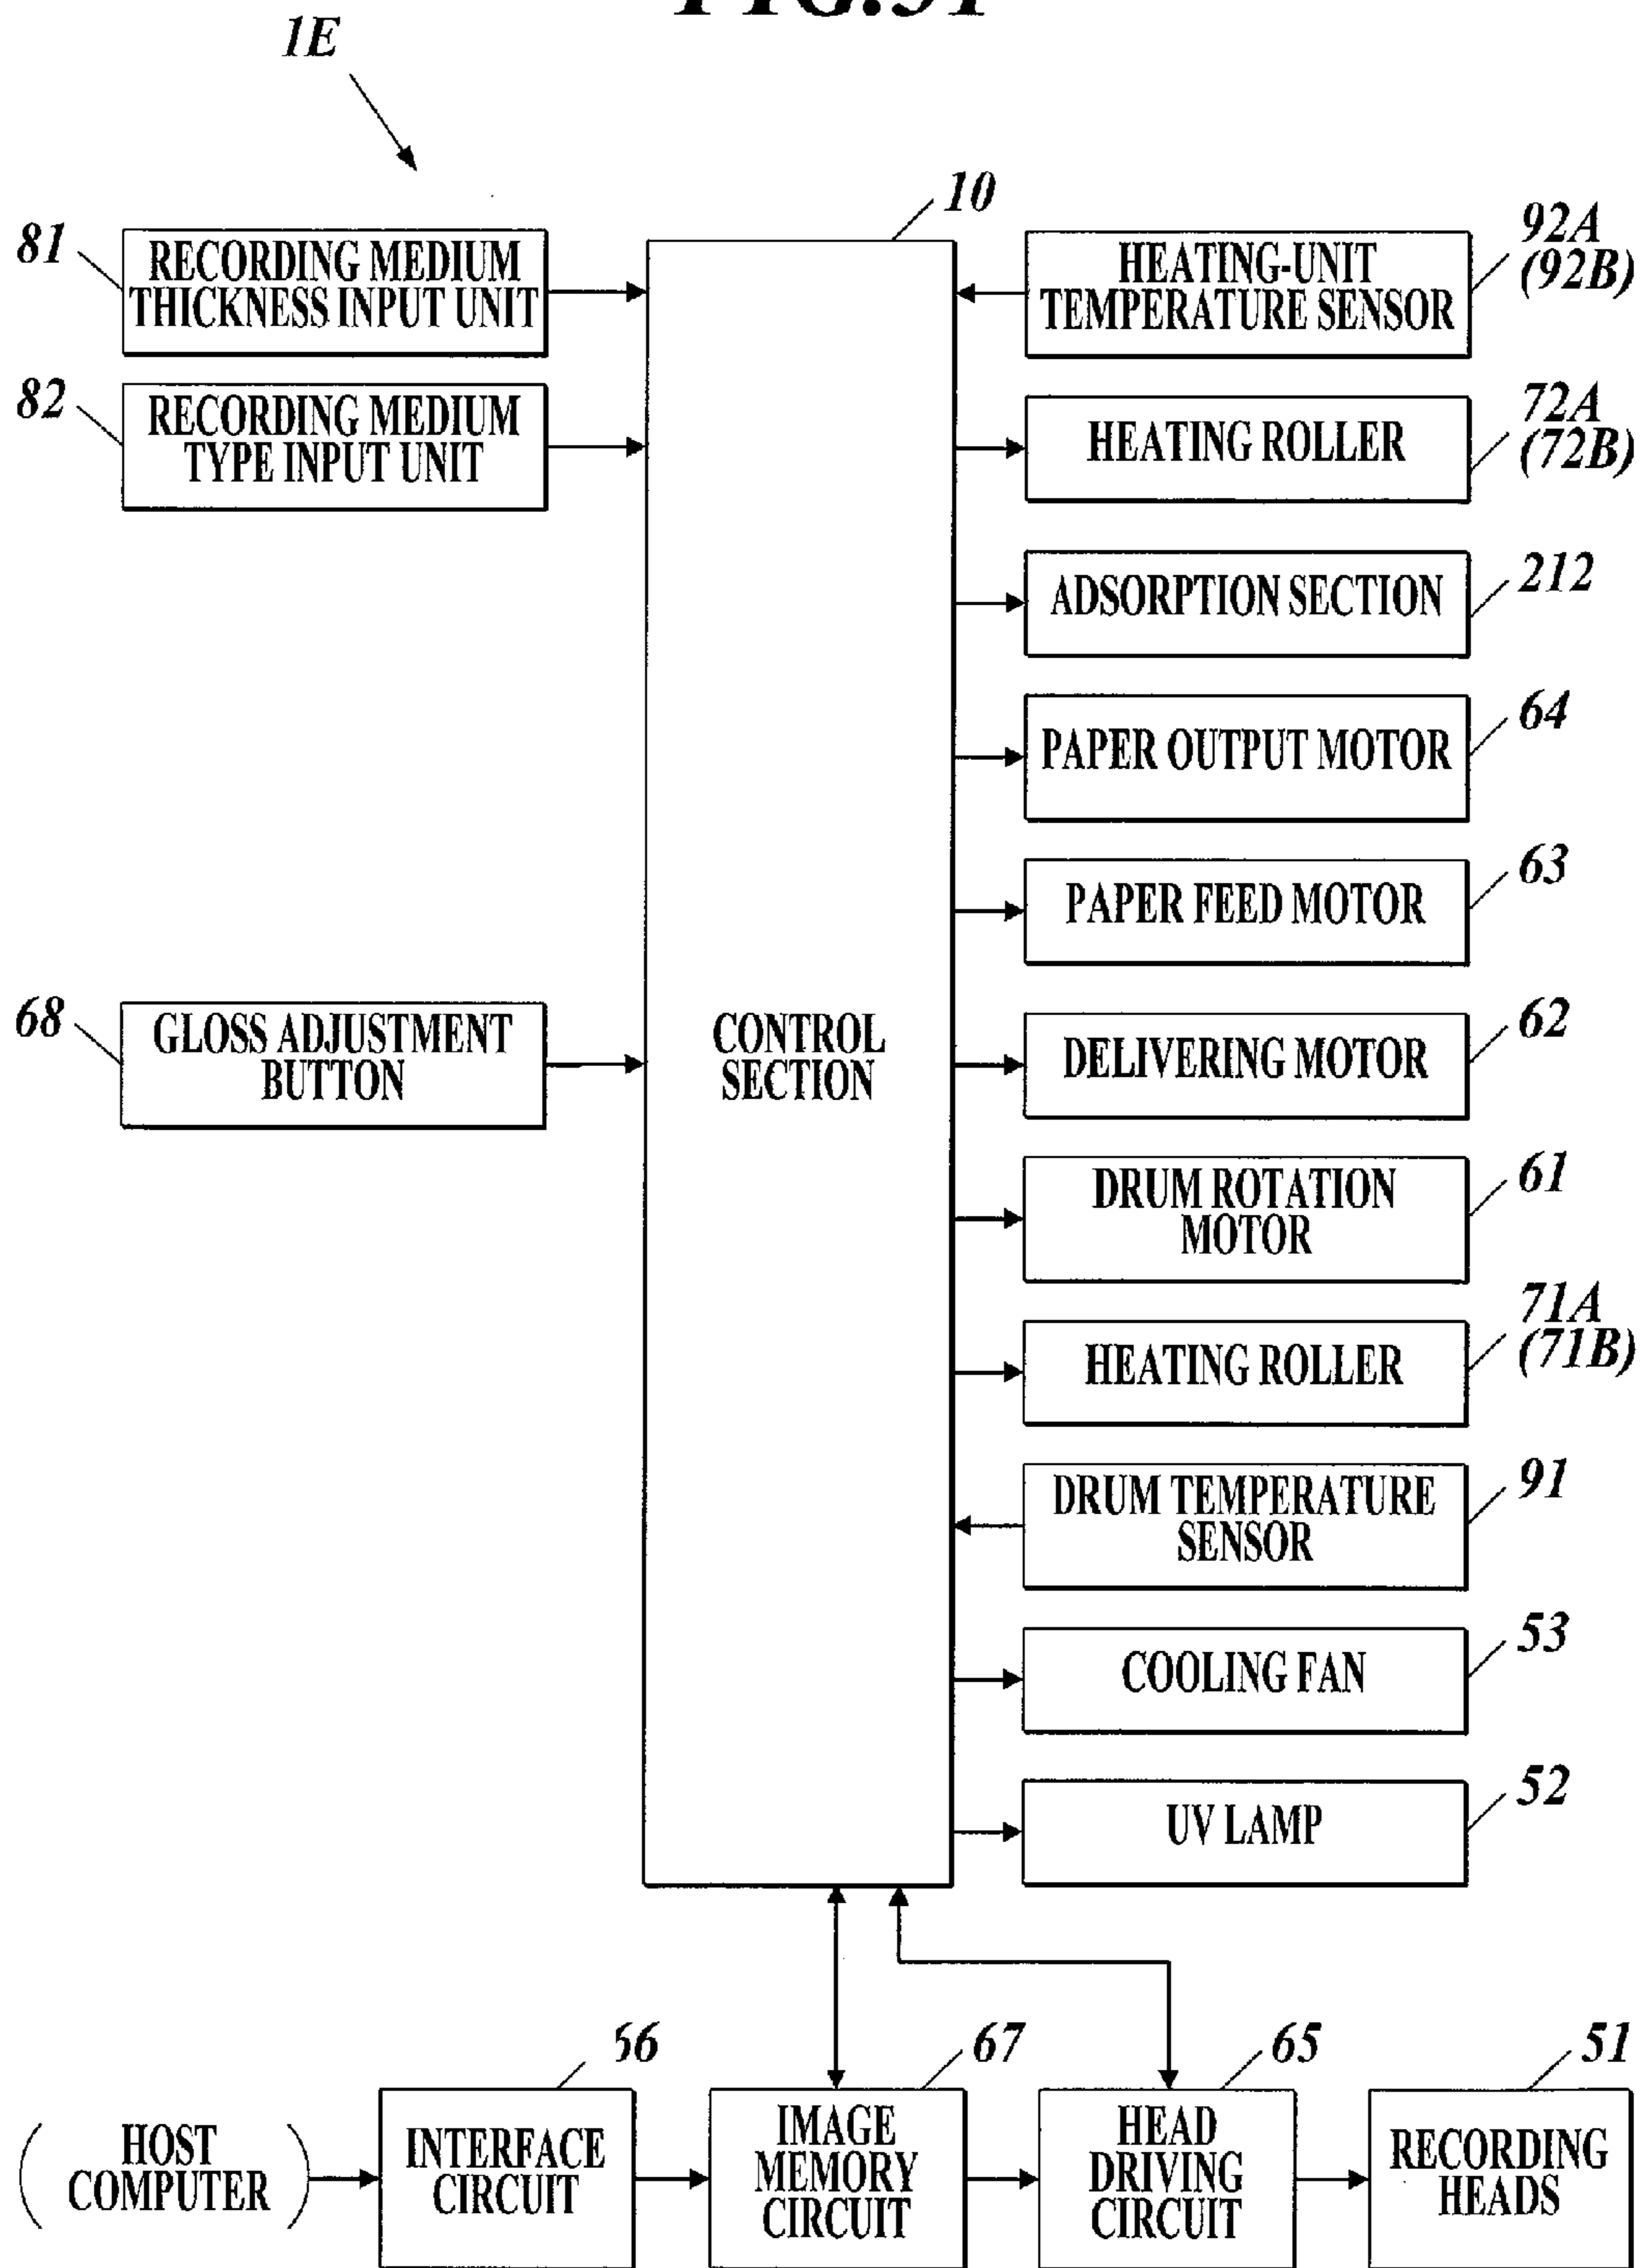 1E
10
81
RECORDING MEDIUM
THICKNESS INPUT UNIT
82
RECORDING MEDIUM
TYPE INPUT UNIT
68
GLOSS ADJUSTMENT
BUTTON
CONTROL
SECTION
HEATING-UNIT
TEMPERATURE SENSOR
92A
(92B)
HEATING ROLLER
72A
(72B)
ADSORPTION SECTION
212
PAPER OUTPUT MOTOR
64
PAPER FEED MOTOR
63
DELIVERING MOTOR
62
DRUM ROTATION
MOTOR
61
HEATING ROLLER
71A
(71B)
DRUM TEMPERATURE
SENSOR
91
COOLING FAN
53
UV LAMP
52
HOST
COMPUTER
INTERFACE
CIRCUIT
67
IMAGE
MEMORY
CIRCUIT
65
HEAD
DRIVING
CIRCUIT
51
RECORDING
HEADS